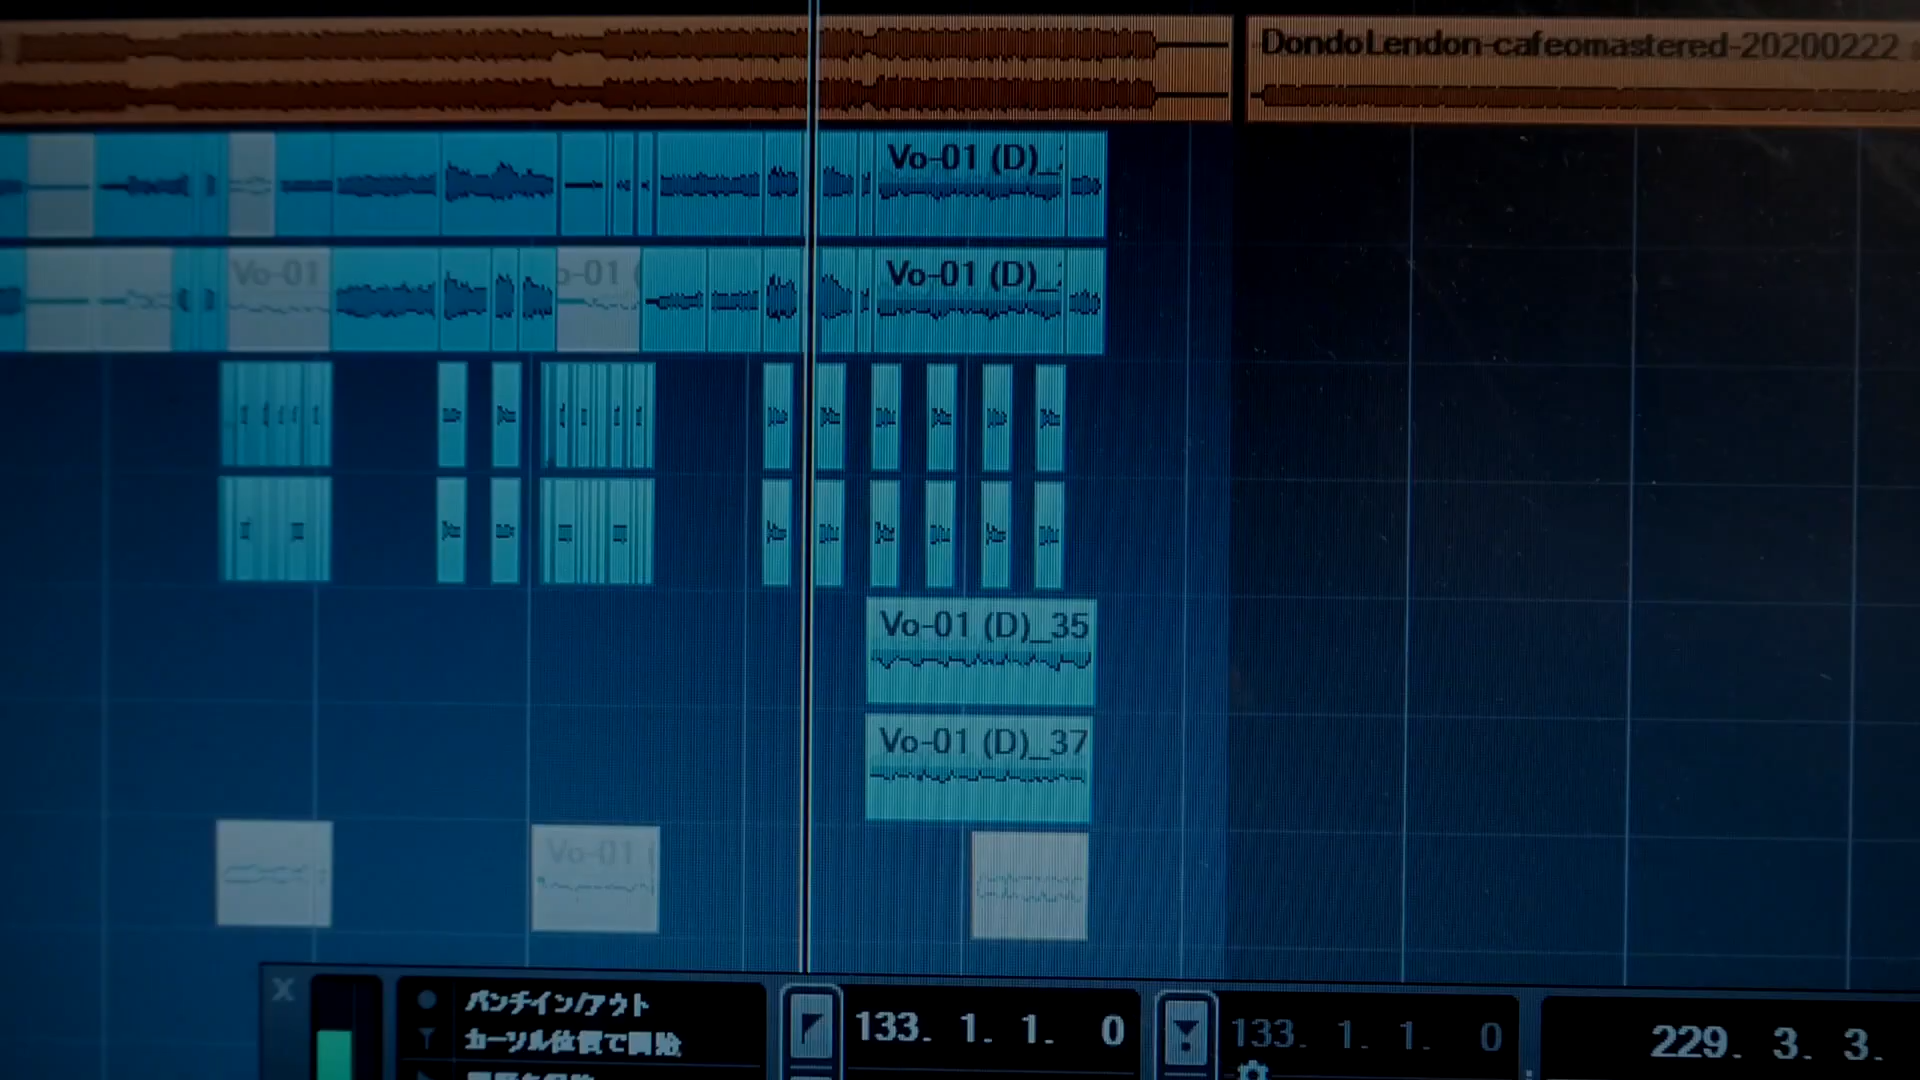 DondoLendon-cafeomastered-20200222
Vo-01 (D)_
Vo-01
Vo-01 (D)_
Vo-01 (D)_35
Vo-01 (D)_37
Vo-01 (
X
パンチイン/アウト
カーソル位置で開始
133. 1. 1. 0
133. 1. 1. 0
229. 3. 3.